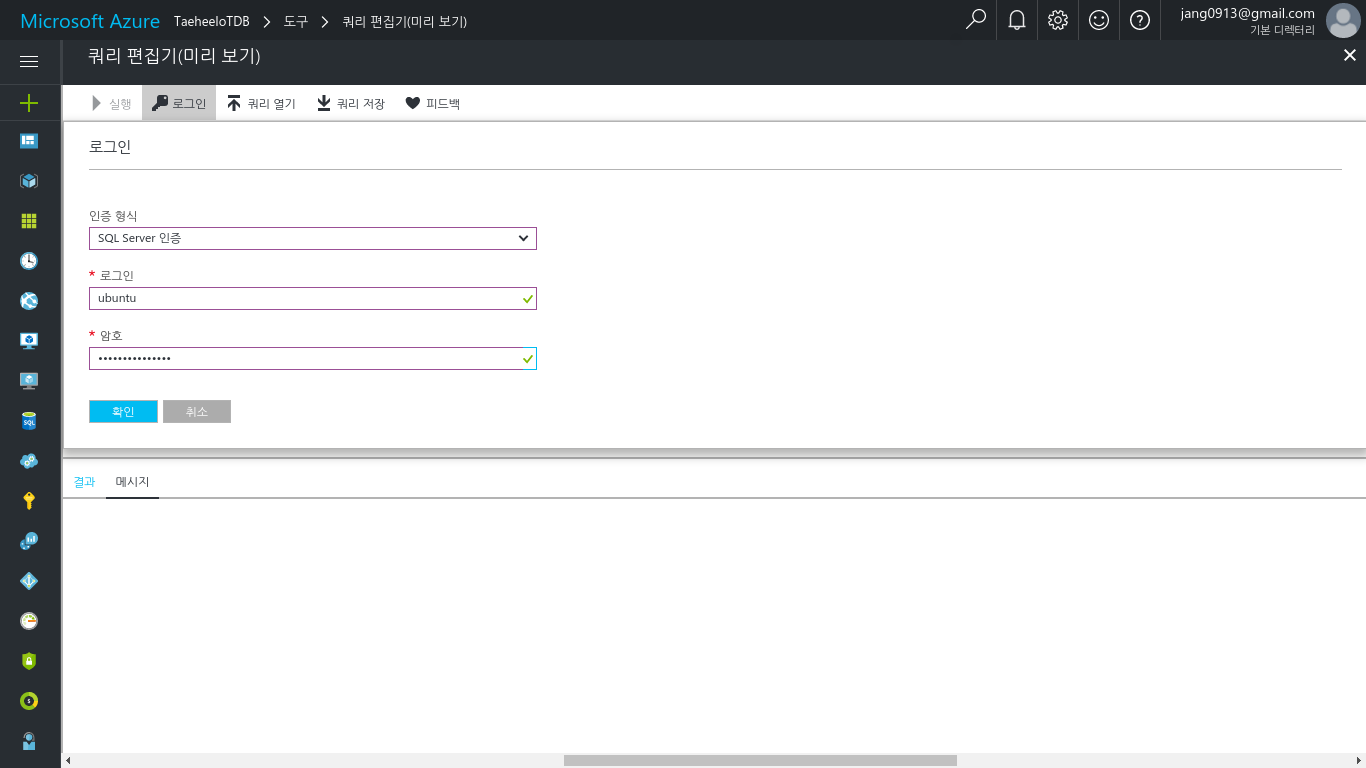 Microsoft Azure TaeheeIoTDB 도구 쿼리 편집기(미리 보기) jang0913@gmail.com
기본 디렉터리
쿼리 편집기(미리 보기)
실행 로그인 쿼리 열기 쿼리 저장 피드백
로그인
인증 형식
SQL Server 인증
* 로그인
ubuntu
* 암호
•••••••••••••••
확인 취소
SQL
결과 메시지